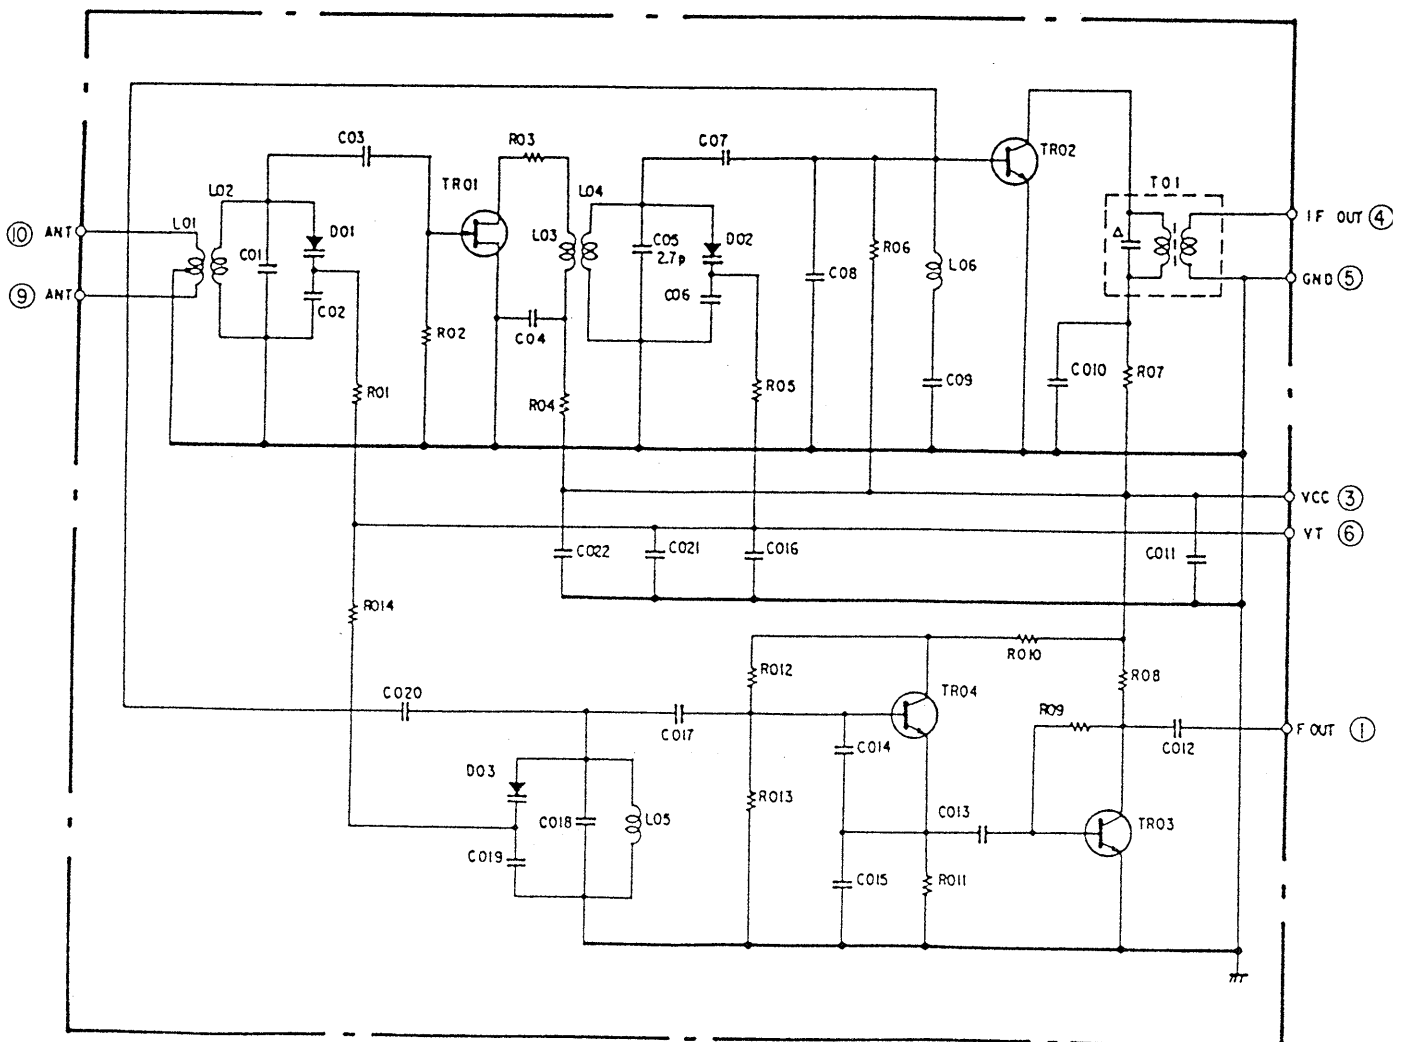 C03
R03
C07
TR01
TR02
L02
L04
T01
L01
⑩ ANT
D01
L03
C05
2.7p
D02
R06
Δ
IF OUT ④
C01
C08
L06
⑨ ANT
C02
C06
GND ⑤
R02
C04
R01
R04
R05
C09
C010
R07
VCC ③
VT ⑥
C022
C021
C016
C011
R014
R010
R012
R08
C020
TR04
R09
C017
C012
F OUT ①
C014
D03
R013
C018
L05
C013
TR03
C019
C015
R011